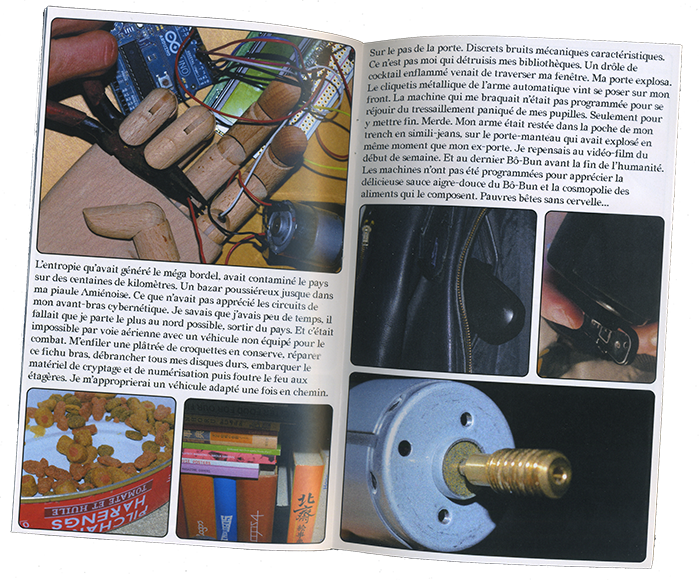 ARDUINO
L'entropie qu'avait généré le méga bordel, avait contaminé le pays
sur des centaines de kilomètres. Un bazar poussiéreux jusque dans
ma piaule Amiénoise. Ce que n'avait pas apprécié les circuits de
mon avant-bras cybernétique. Je savais que j'avais peu de temps, il
fallait que je parte le plus au nord possible, sortir du pays. Et c'était
impossible par voie aérienne avec un véhicule non équipé pour le
combat. M'enfiler une plâtrée de croquettes en conserve, réparer
ce fichu bras, débrancher tous mes disques durs, embarquer le
matériel de cryptage et de numérisation puis foutre le feu aux
étagères. Je m'approprierai un véhicule adapté une fois en chemin.
PILCHA
HARENGS
TOMATE ET HUILE
北斎
Sur le pas de la porte. Discrets bruits mécaniques caractéristiques.
Ce n'est pas moi qui détruisis mes bibliothèques. Un drôle de
cocktail enflammé venait de traverser ma fenêtre. Ma porte explosa.
Le cliquetis métallique de l'arme automatique vint se poser sur mon
front. La machine qui me braquait n'était pas programmée pour se
réjouir du tressaillement paniqué de mes pupilles. Seulement pour
y mettre fin. Merde. Mon arme était restée dans la poche de mon
trench en simili-jeans, sur le porte-manteau qui avait explosé en
même moment que mon ex-porte. Je repensais au vidéo-film du
début de semaine. Et au dernier Bô-Bun avant la fin de l'humanité.
Les machines n'ont pas été programmées pour apprécier la
délicieuse sauce aigre-douce du Bô-Bun et la cosmopolie des
aliments qui le composent. Pauvres bêtes sans cervelle...